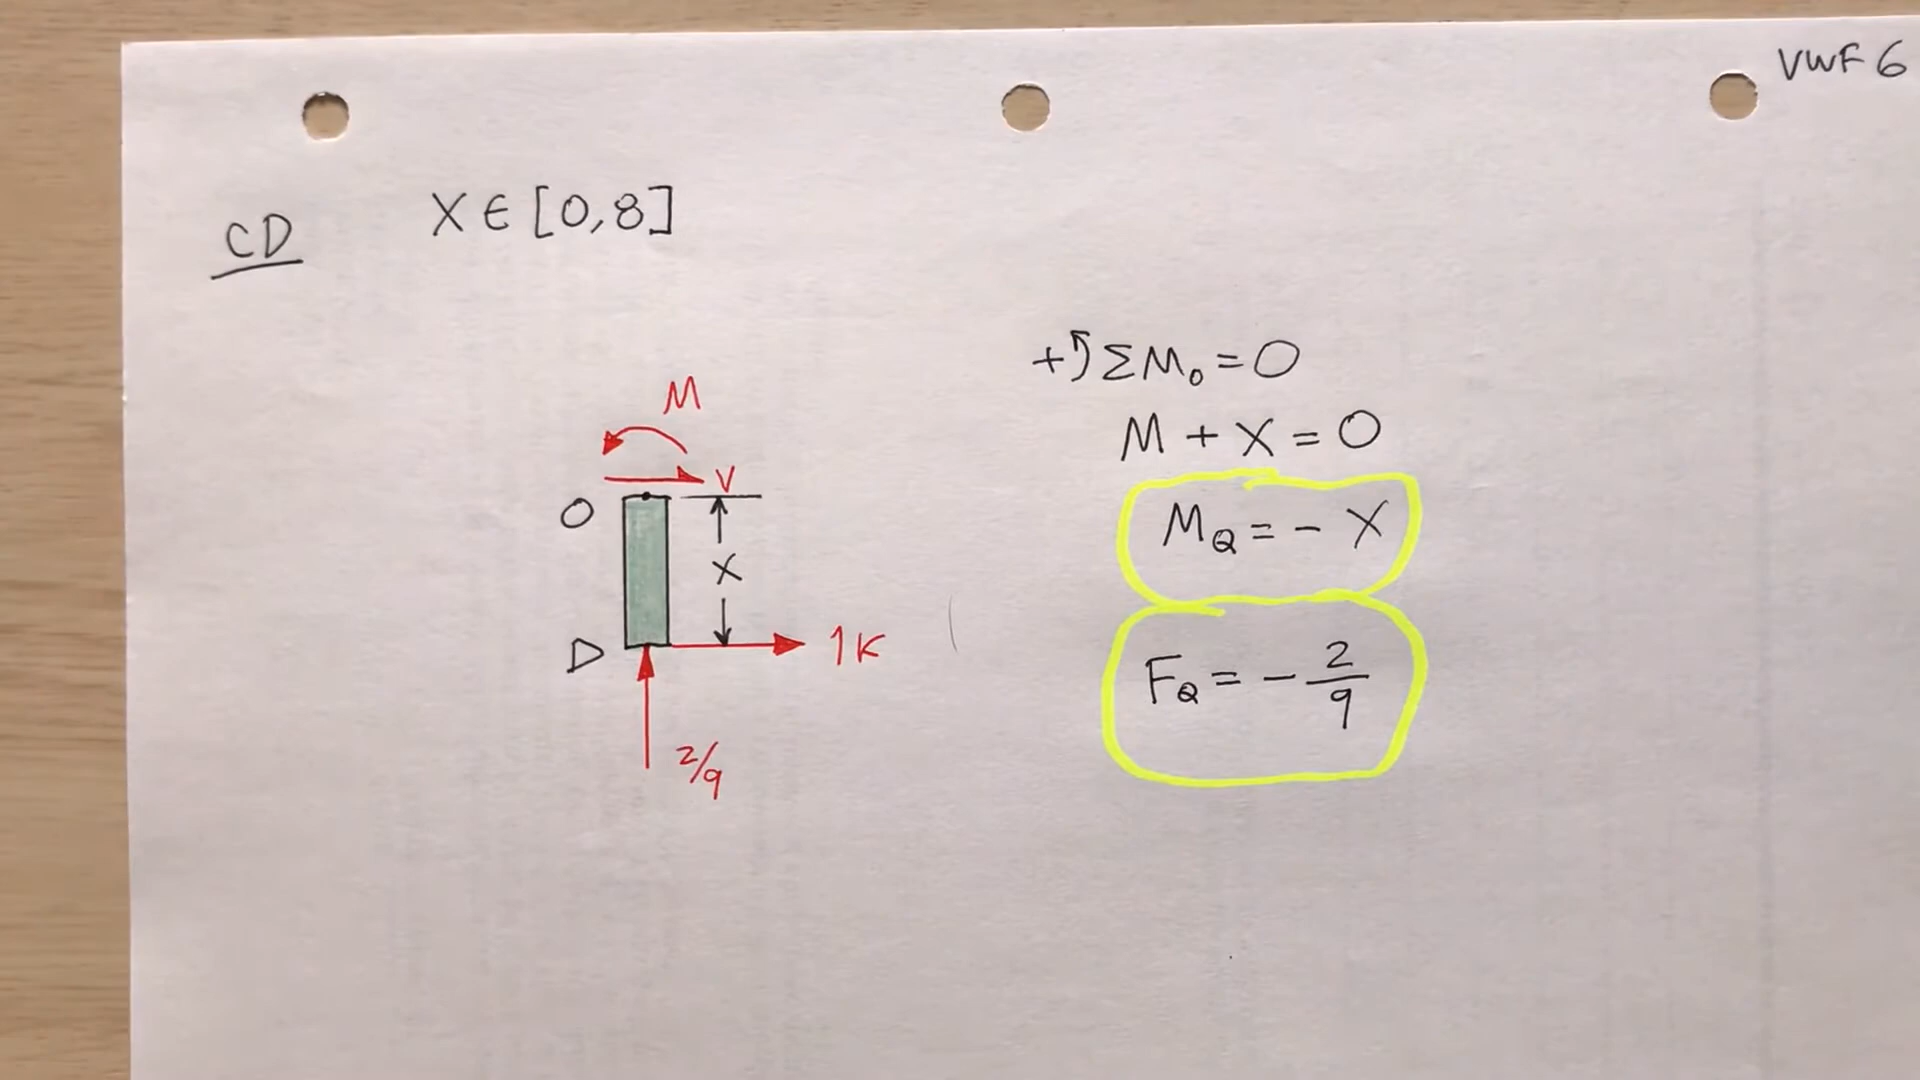 VWF 6
CD X ∈ [0,8]
+↺ ΣM₀ = 0
M + X = 0
M_Q = - X
F_Q = - 2/9
M
V
O
X
D
1K
2/9